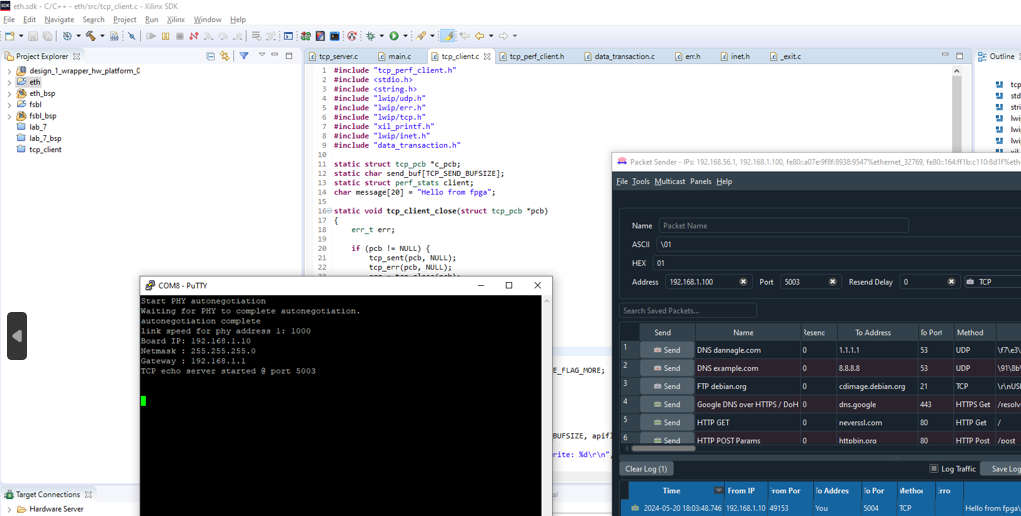 eth.sdk - C/C++ - eth/src/tcp_client.c - Xilinx SDK
File Edit Navigate Search Project Run Xilinx Window Help
Project Explorer
design_1_wrapper_hw_platform_0
eth
eth_bsp
fsbl
fsbl_bsp
lab_7
lab_7_bsp
tcp_client
tcp_server.c main.c tcp_client.c tcp_perf_client.h data_transaction.c err.h inet.h _exit.c
1 #include "tcp_perf_client.h"
2 #include <stdio.h>
3 #include <string.h>
4 #include "lwip/udp.h"
5 #include "lwip/err.h"
6 #include "lwip/tcp.h"
7 #include "xil_printf.h"
8 #include "lwip/inet.h"
9 #include "data_transaction.h"
10
11 static struct tcp_pcb *c_pcb;
12 static char send_buf[TCP_SEND_BUFSIZE];
13 static struct perf_stats client;
14 char message[20] = "Hello from fpga";
15
16 static void tcp_client_close(struct tcp_pcb *pcb)
17 {
18 err_t err;
19
20 if (pcb != NULL) {
21 tcp_sent(pcb, NULL);
22 tcp_err(pcb, NULL);
E_FLAG_MORE;
BUFSIZE, apifl
rite: %d\r\n",
Outline
tcp
std
stri
lwi
lwi
lwi
COM8 - PuTTY
Start PHY autonegotiation
Waiting for PHY to complete autonegotiation.
autonegotiation complete
link speed for phy address 1: 1000
Board IP: 192.168.1.10
Netmask : 255.255.255.0
Gateway : 192.168.1.1
TCP echo server started @ port 5003
Packet Sender - IPs: 192.168.56.1, 192.168.1.100, fe80::a07e:9f8f:8938:9547%ethernet_32769, fe80::164f:ff1b:c110:8d1f%eth
File Tools Multicast Panels Help
Name Packet Name
ASCII \01
HEX 01
Address 192.168.1.100 Port 5003 Resend Delay 0 TCP
Search Saved Packets...
Send Name Resenc To Address To Port Method
1 Send DNS dannagle.com 0 1.1.1.1 53 UDP \f7\e3\
2 Send DNS example.com 0 8.8.8.8 53 UDP \91\8b\
3 Send FTP debian.org 0 cdimage.debian.org 21 TCP \r\nUSI
4 Send Google DNS over HTTPS / DoH 0 dns.google 443 HTTPS Get /resolv
5 Send HTTP GET 0 neverssl.com 80 HTTP Get /
6 Send HTTP POST Params 0 httpbin.org 80 HTTP Post /post
Clear Log (1) Log Traffic Save Log
Time From IP From Por To Addres To Por Metho Erro
2024-05-20 18:03:48.746 192.168.1.10 49153 You 5004 TCP Hello from fpga\
Target Connections
Hardware Server